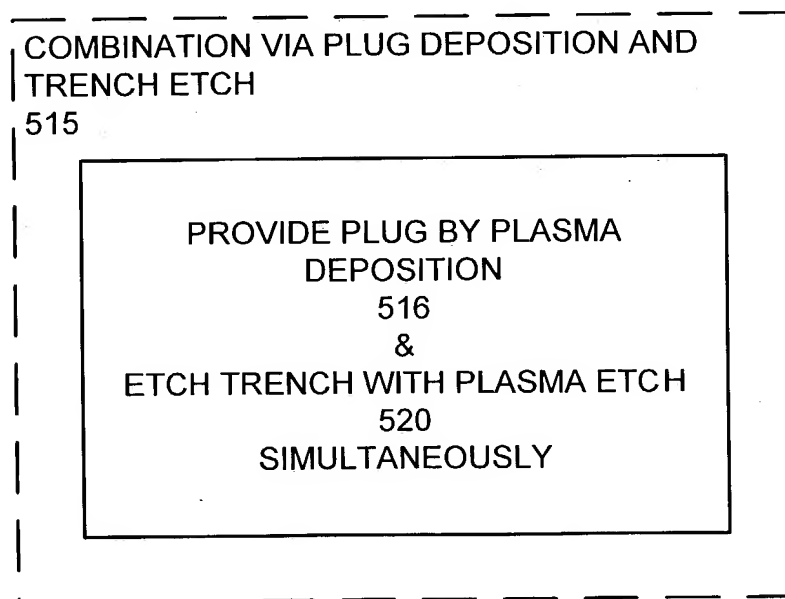 COMBINATION VIA PLUG DEPOSITION AND
TRENCH ETCH
515
PROVIDE PLUG BY PLASMA
DEPOSITION
516
&
ETCH TRENCH WITH PLASMA ETCH
520
SIMULTANEOUSLY